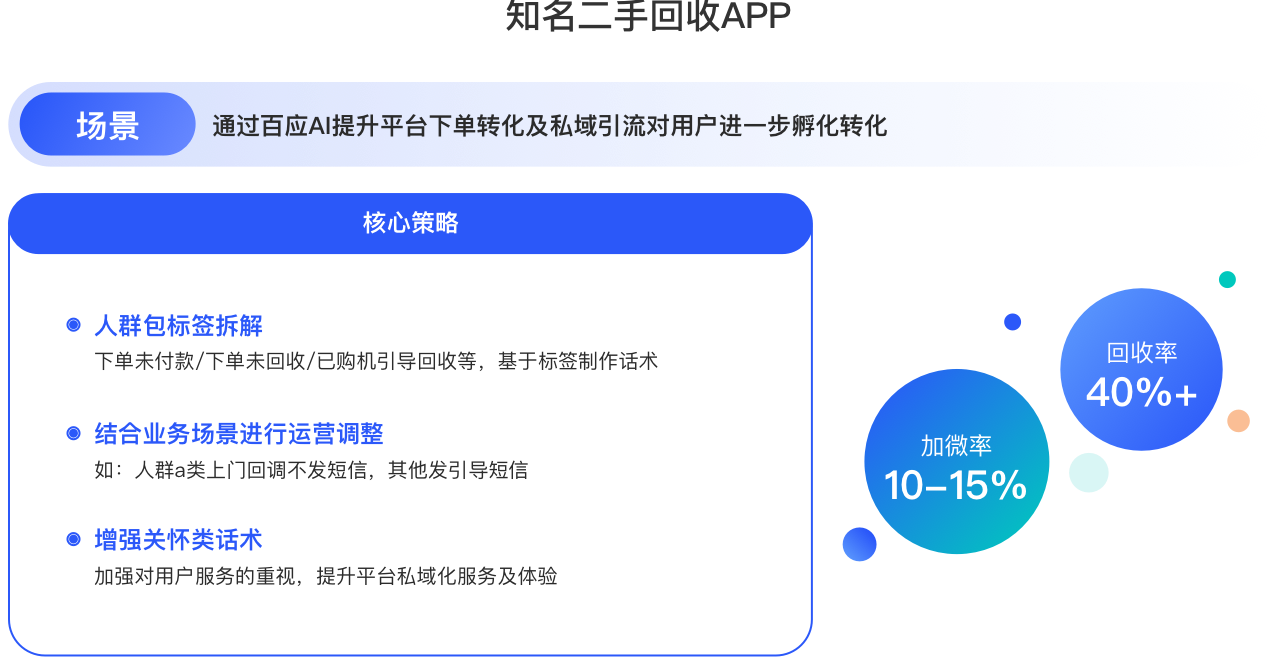 知名二手回收APP
场景
通过百应AI提升平台下单转化及私域引流对用户进一步孵化转化
核心策略
人群包标签拆解
下单未付款/下单未回收/已购机引导回收等，基于标签制作话术
结合业务场景进行运营调整
如：人群a类上门回调不发短信，其他发引导短信
增强关怀类话术
加强对用户服务的重视，提升平台私域化服务及体验
回收率
40%+
加微率
10–15%